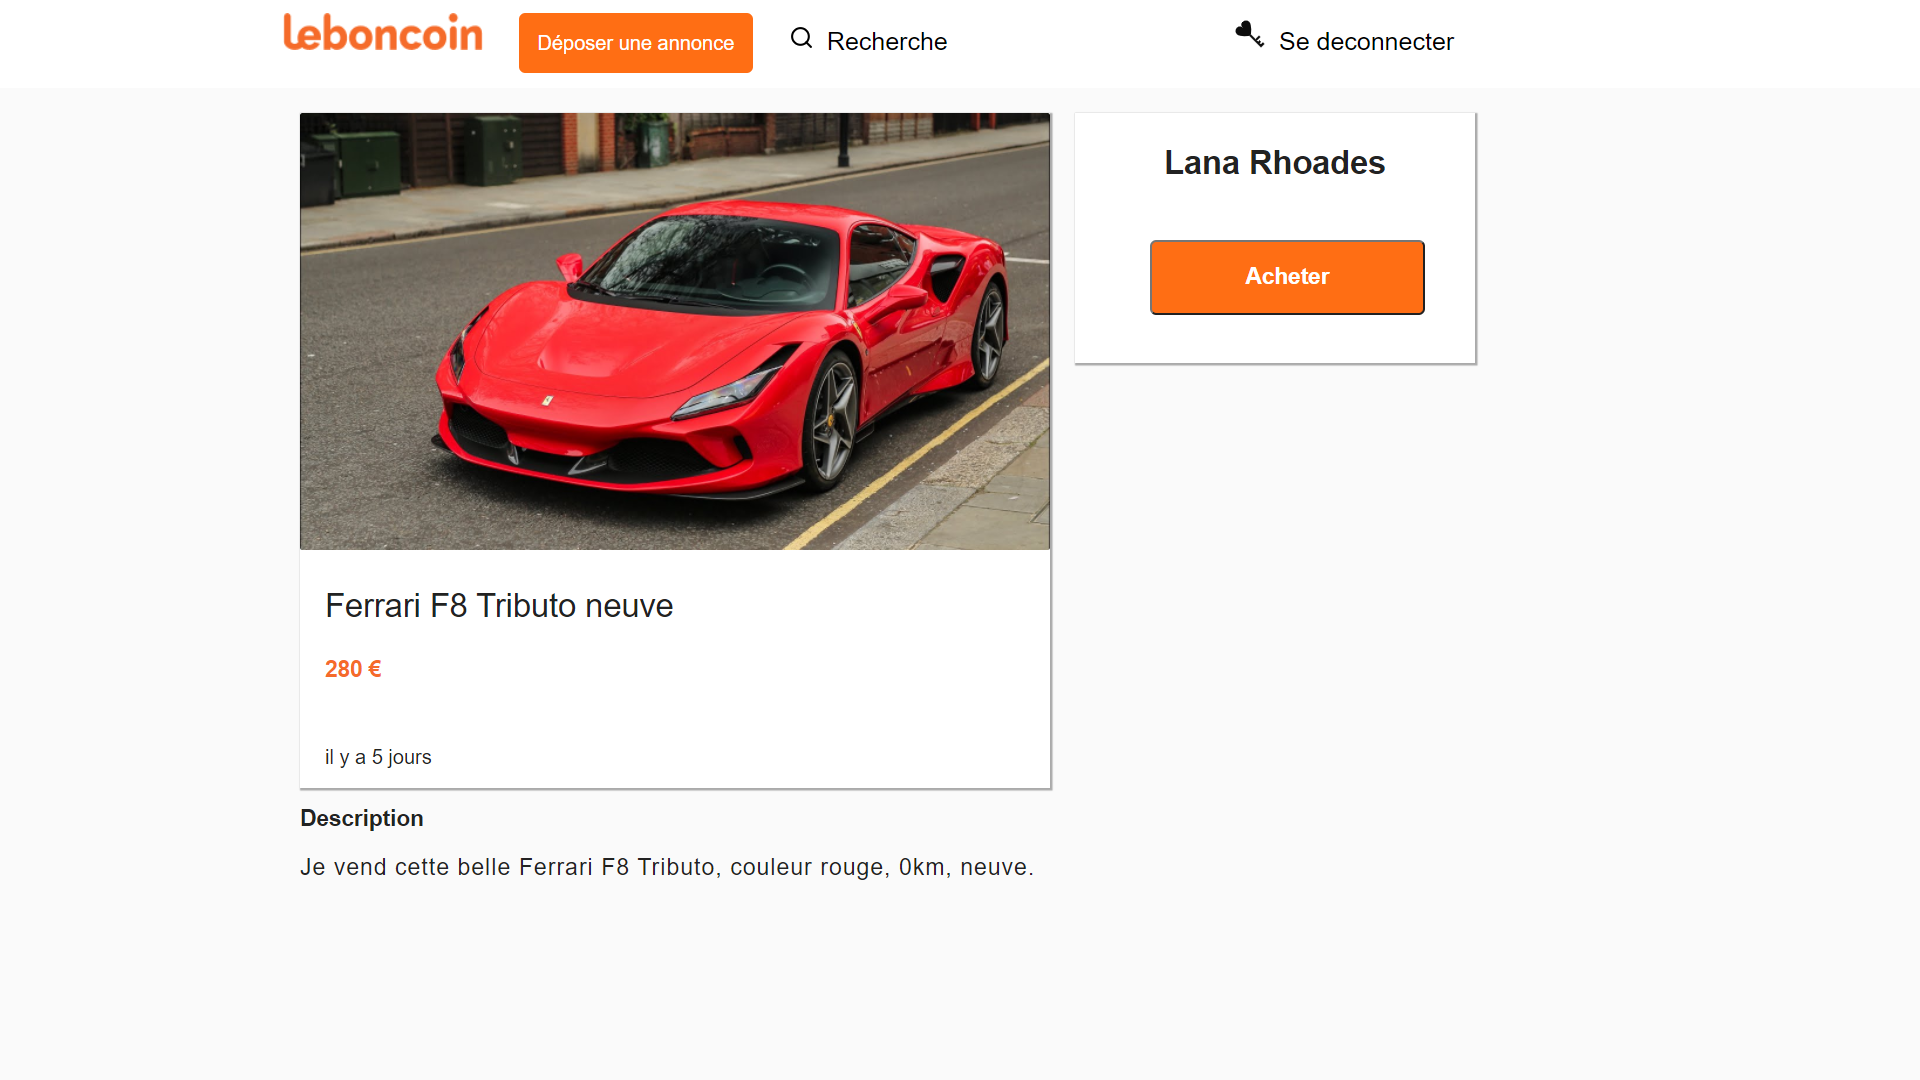 leboncoin
Déposer une annonce
Recherche
Se deconnecter
Lana Rhoades
Acheter
Ferrari F8 Tributo neuve
280 €
il y a 5 jours
Description
Je vend cette belle Ferrari F8 Tributo, couleur rouge, 0km, neuve.